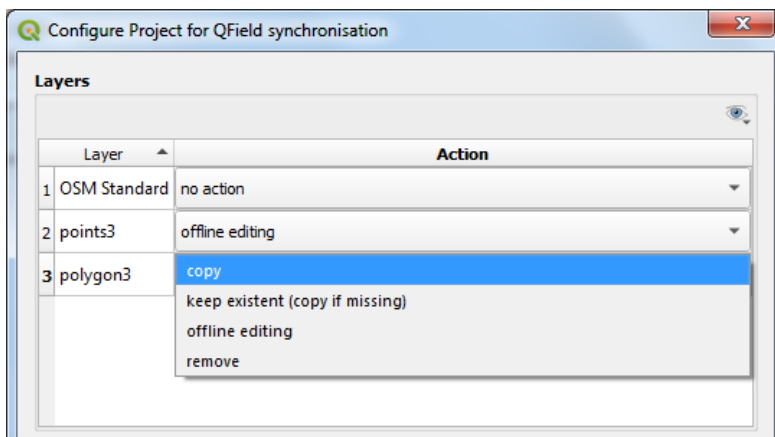 Configure Project for QField synchronisation
Layers
Layer Action
1 OSM Standard no action
2 points3 offline editing
3 polygon3 copy
keep existent (copy if missing)
offline editing
remove